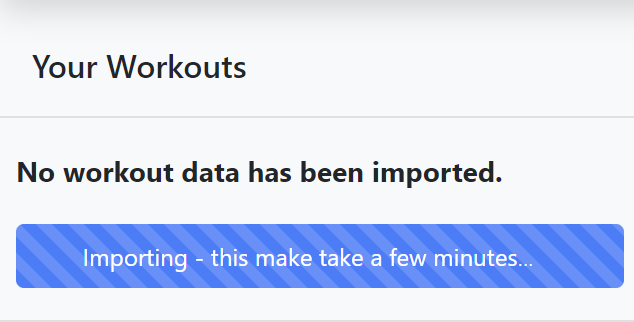 Your Workouts
No workout data has been imported.
Importing - this make take a few minutes...